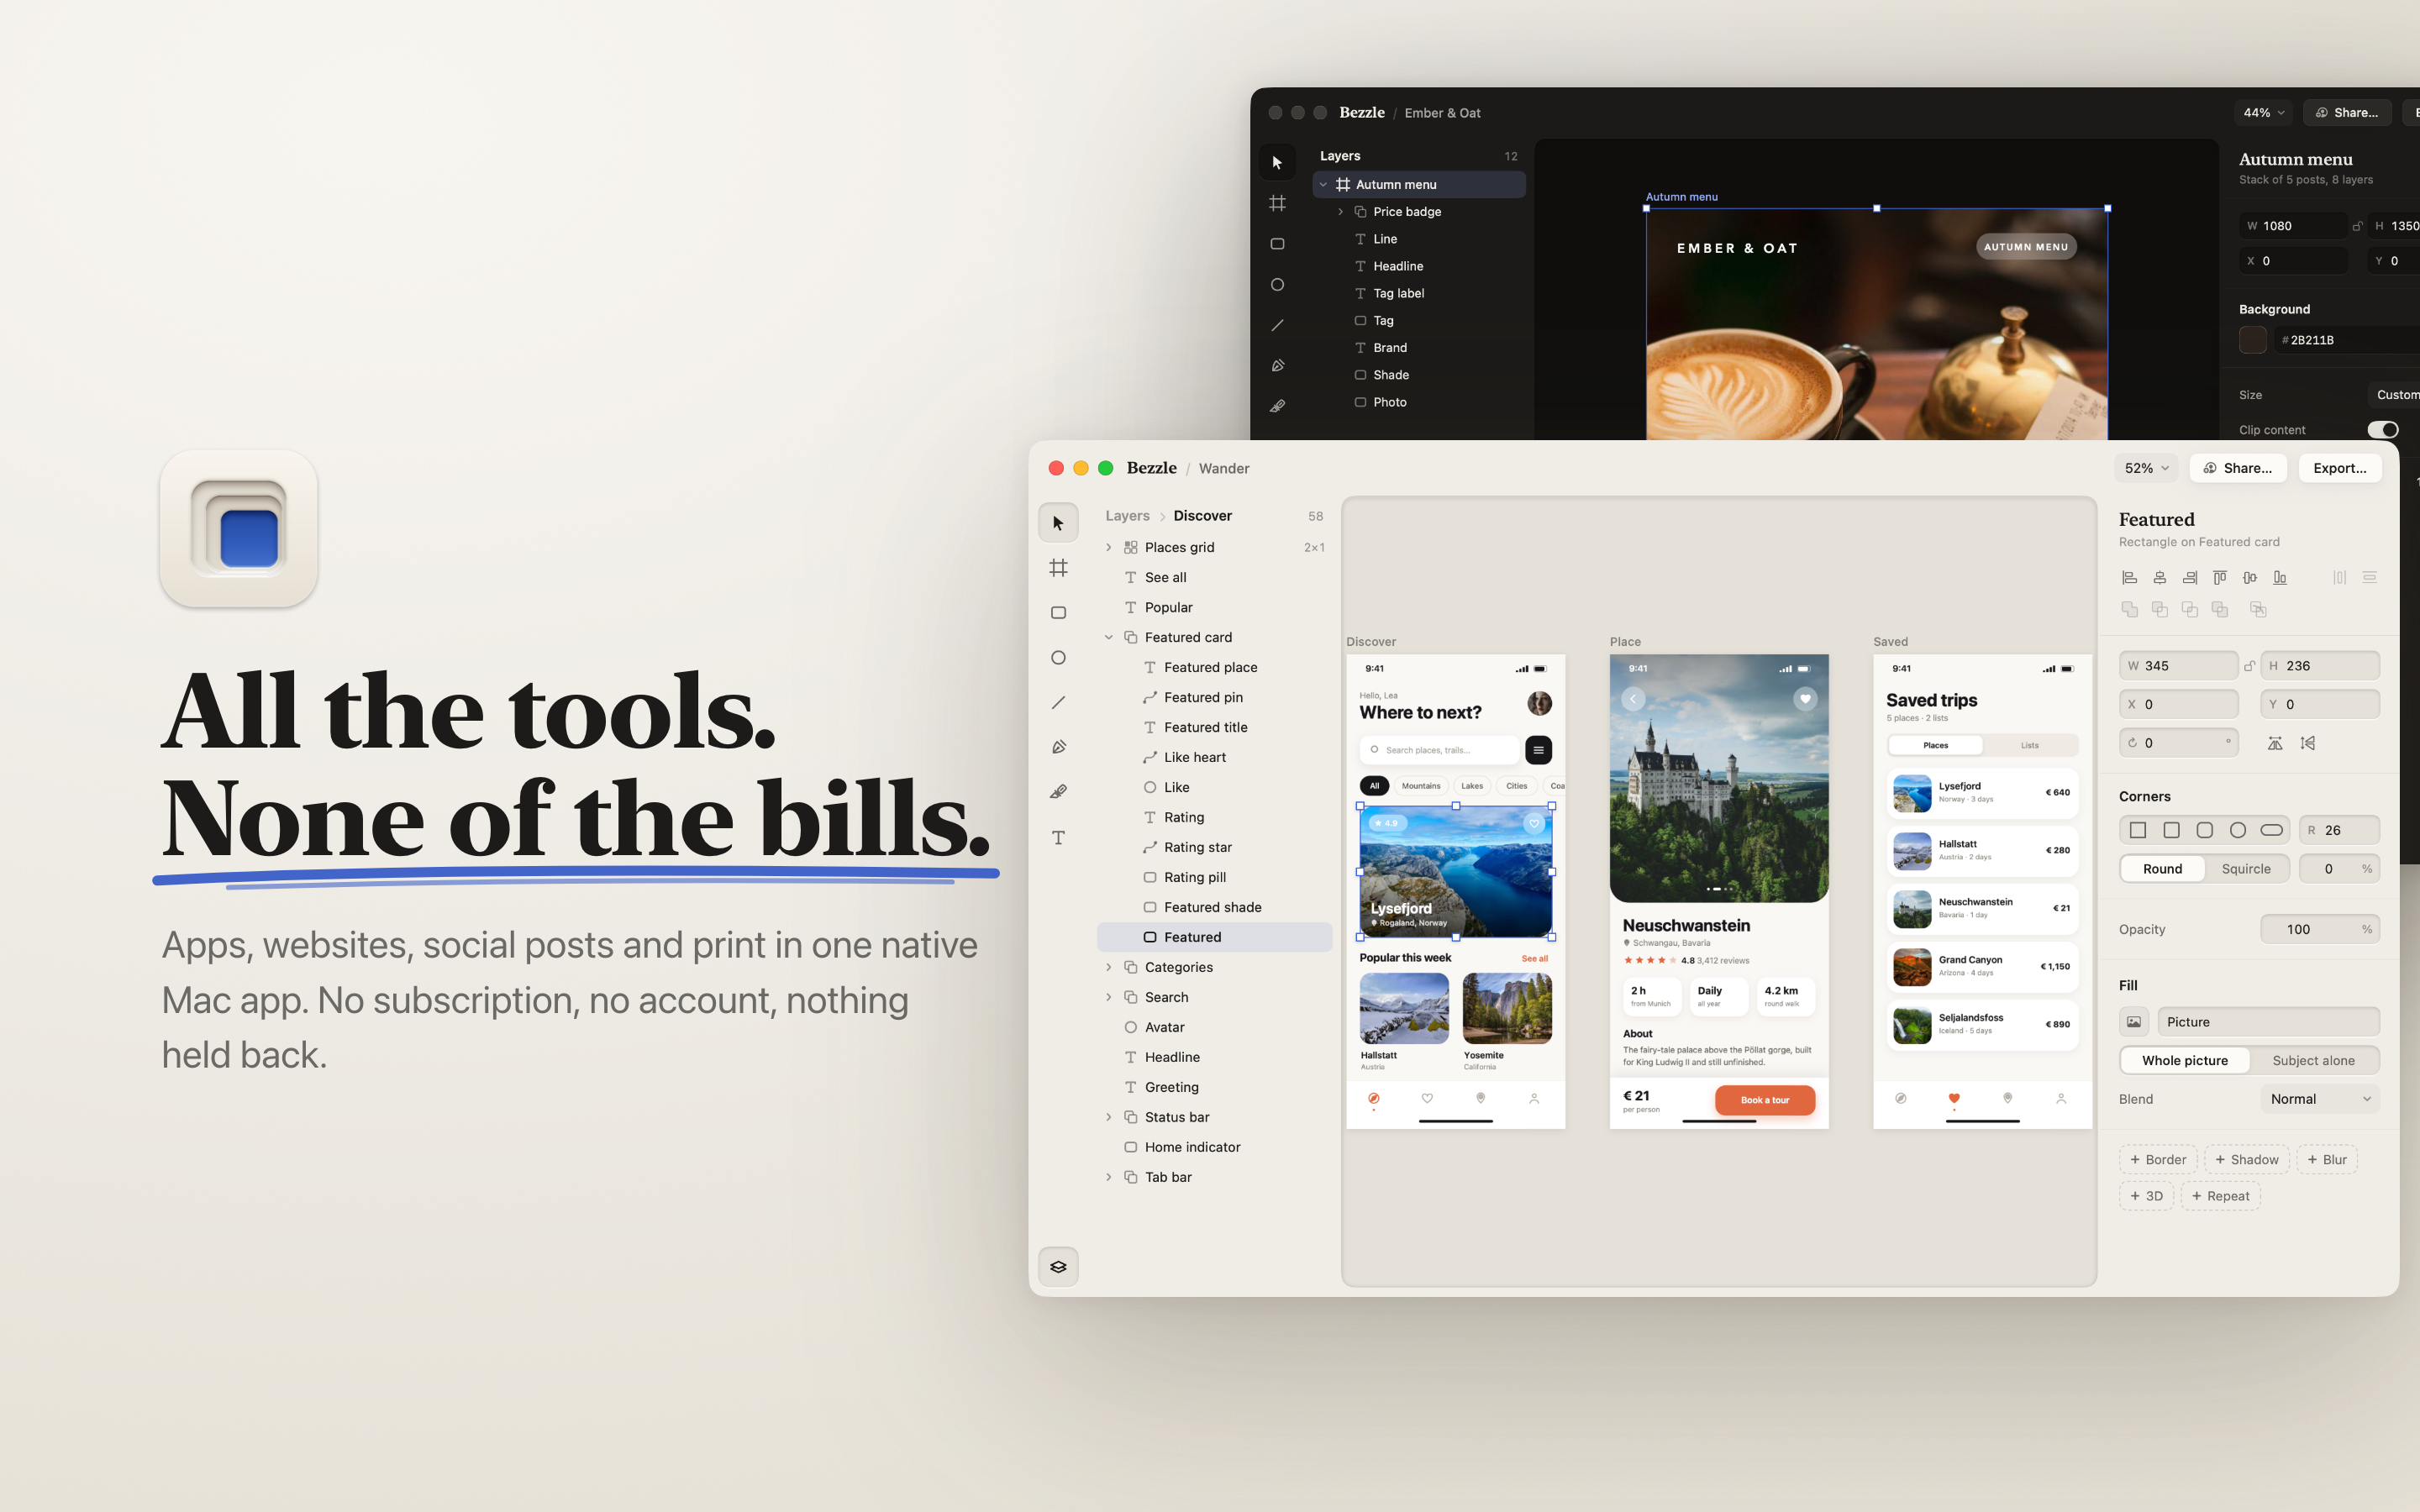 All the tools.
None of the bills.
Apps, websites, social posts and print in one native
Mac app. No subscription, no account, nothing
held back.
Bezzle / Ember & Oat
44%
Share...
Layers 12
Autumn menu
Price badge
Line
Headline
Tag label
Tag
Brand
Shade
Photo
Autumn menu
EMBER & OAT
AUTUMN MENU
Autumn menu
Stack of 5 posts, 8 layers
W 1080
H 1350
X 0
Y 0
Background
# 2B211B
Size Custom
Clip content
Bezzle / Wander
52%
Share...
Export...
Layers > Discover 58
Places grid 2×1
See all
Popular
Featured card
Featured place
Featured pin
Featured title
Like heart
Like
Rating
Rating star
Rating pill
Featured shade
Featured
Categories
Search
Avatar
Headline
Greeting
Status bar
Home indicator
Tab bar
Discover
9:41
Hello, Lea
Where to next?
Search places, trails...
All Mountains Lakes Cities Coa
4.9
Lysefjord
Rogaland, Norway
Popular this week See all
Hallstatt
Austria
Yosemite
California
Place
9:41
Neuschwanstein
Schwangau, Bavaria
4.8 3,412 reviews
2 h
from Munich
Daily
all year
4.2 km
round walk
About
The fairy-tale palace above the Pöllat gorge, built
for King Ludwig II and still unfinished.
€ 21
per person
Book a tour
Saved
9:41
Saved trips
5 places · 2 lists
Places Lists
Lysefjord
Norway · 3 days
€ 640
Hallstatt
Austria · 2 days
€ 280
Neuschwanstein
Bavaria · 1 day
€ 21
Grand Canyon
Arizona · 4 days
€ 1,150
Seljalandsfoss
Iceland · 5 days
€ 890
Featured
Rectangle on Featured card
W 345
H 236
X 0
Y 0
0 °
Corners
R 26
Round Squircle 0 %
Opacity 100 %
Fill
Picture
Whole picture Subject alone
Blend Normal
+ Border + Shadow + Blur
+ 3D + Repeat